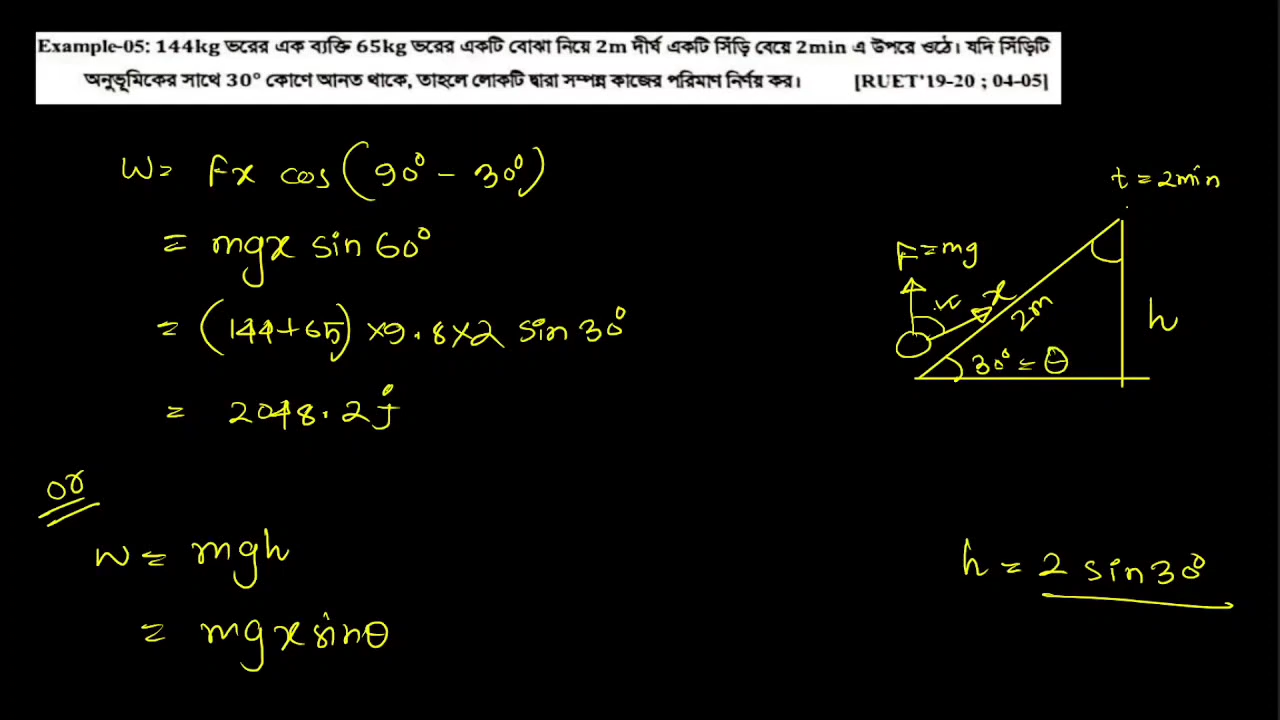 Example-05: 144kg ভরের এক ব্যক্তি 65kg ভরের একটি বোঝা নিয়ে 2m দীর্ঘ একটি সিঁড়ি বেয়ে 2min এ উপরে ওঠে। যদি সিঁড়িটি
অনুভূমিকের সাথে 30° কোণে আনত থাকে, তাহলে লোকটি দ্বারা সম্পন্ন কাজের পরিমাণ নির্ণয় কর। [RUET'19-20 ; 04-05]
W= Fx cos (90° - 30°)
= mgx sin 60°
= (144+65) ×9.8×2 sin 30°
= 2048.2 J
t = 2min
F=mg
x
2m
h
30° = θ
or
W = mgh
= mgx sinθ
h = 2 sin 30°